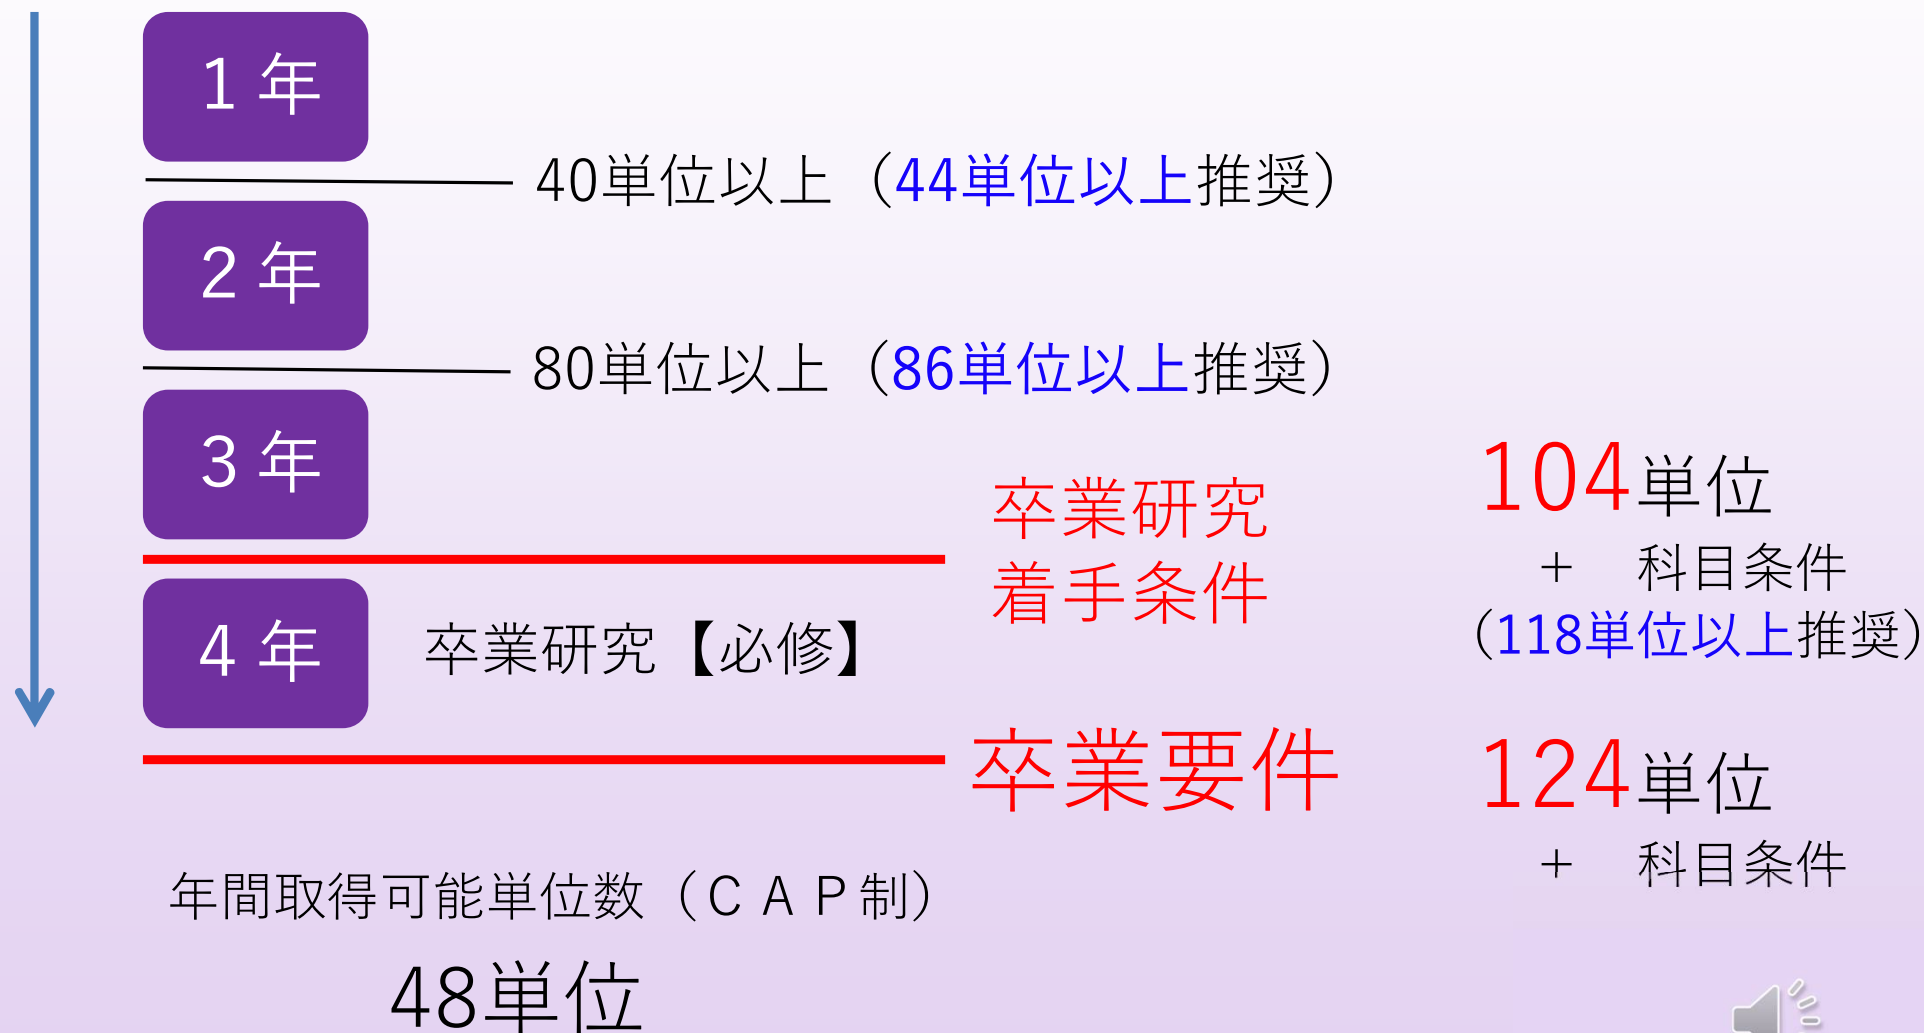 1年
40単位以上（44単位以上推奨）
2年
80単位以上（86単位以上推奨）
3年
卒業研究
着手条件
104単位
+ 科目条件
（118単位以上推奨）
4年
卒業研究【必修】
卒業要件
124単位
+ 科目条件
年間取得可能単位数（ＣＡＰ制）
48単位